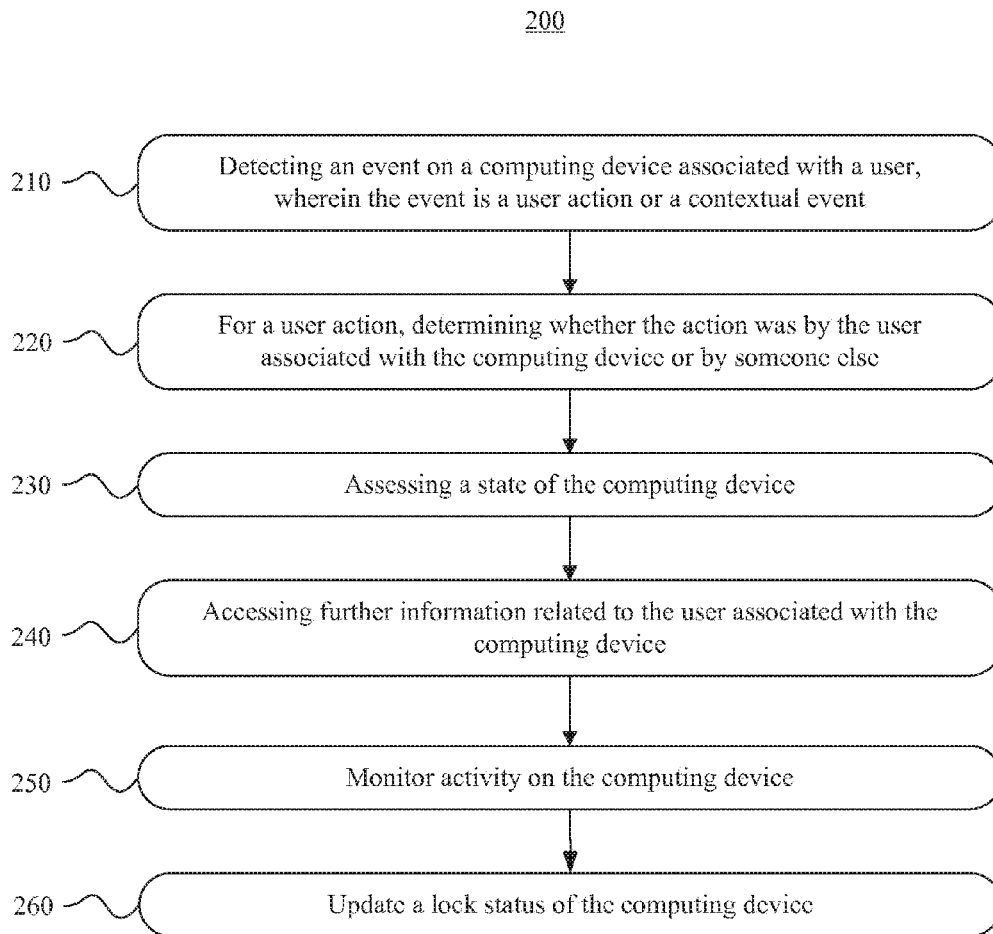 200
210
Detecting an event on a computing device associated with a user,
wherein the event is a user action or a contextual event
220
For a user action, determining whether the action was by the user
associated with the computing device or by someone else
230
Assessing a state of the computing device
240
Accessing further information related to the user associated with the
computing device
250
Monitor activity on the computing device
260
Update a lock status of the computing device